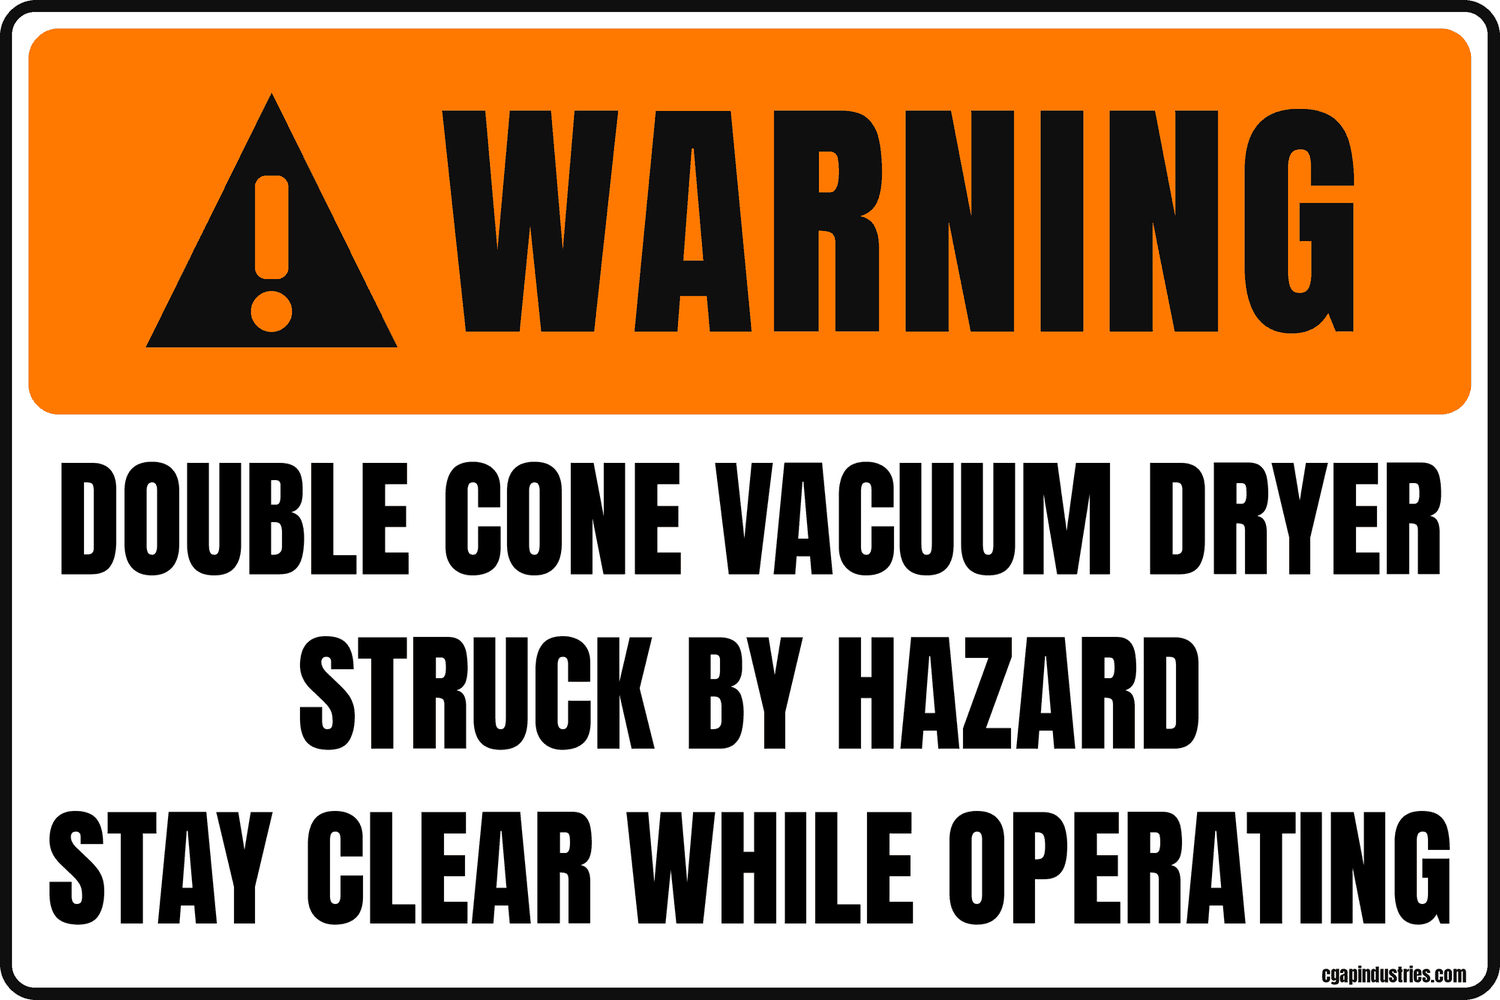 WARNING
DOUBLE CONE VACUUM DRYER
STRUCK BY HAZARD
STAY CLEAR WHILE OPERATING
cgapindustries.com